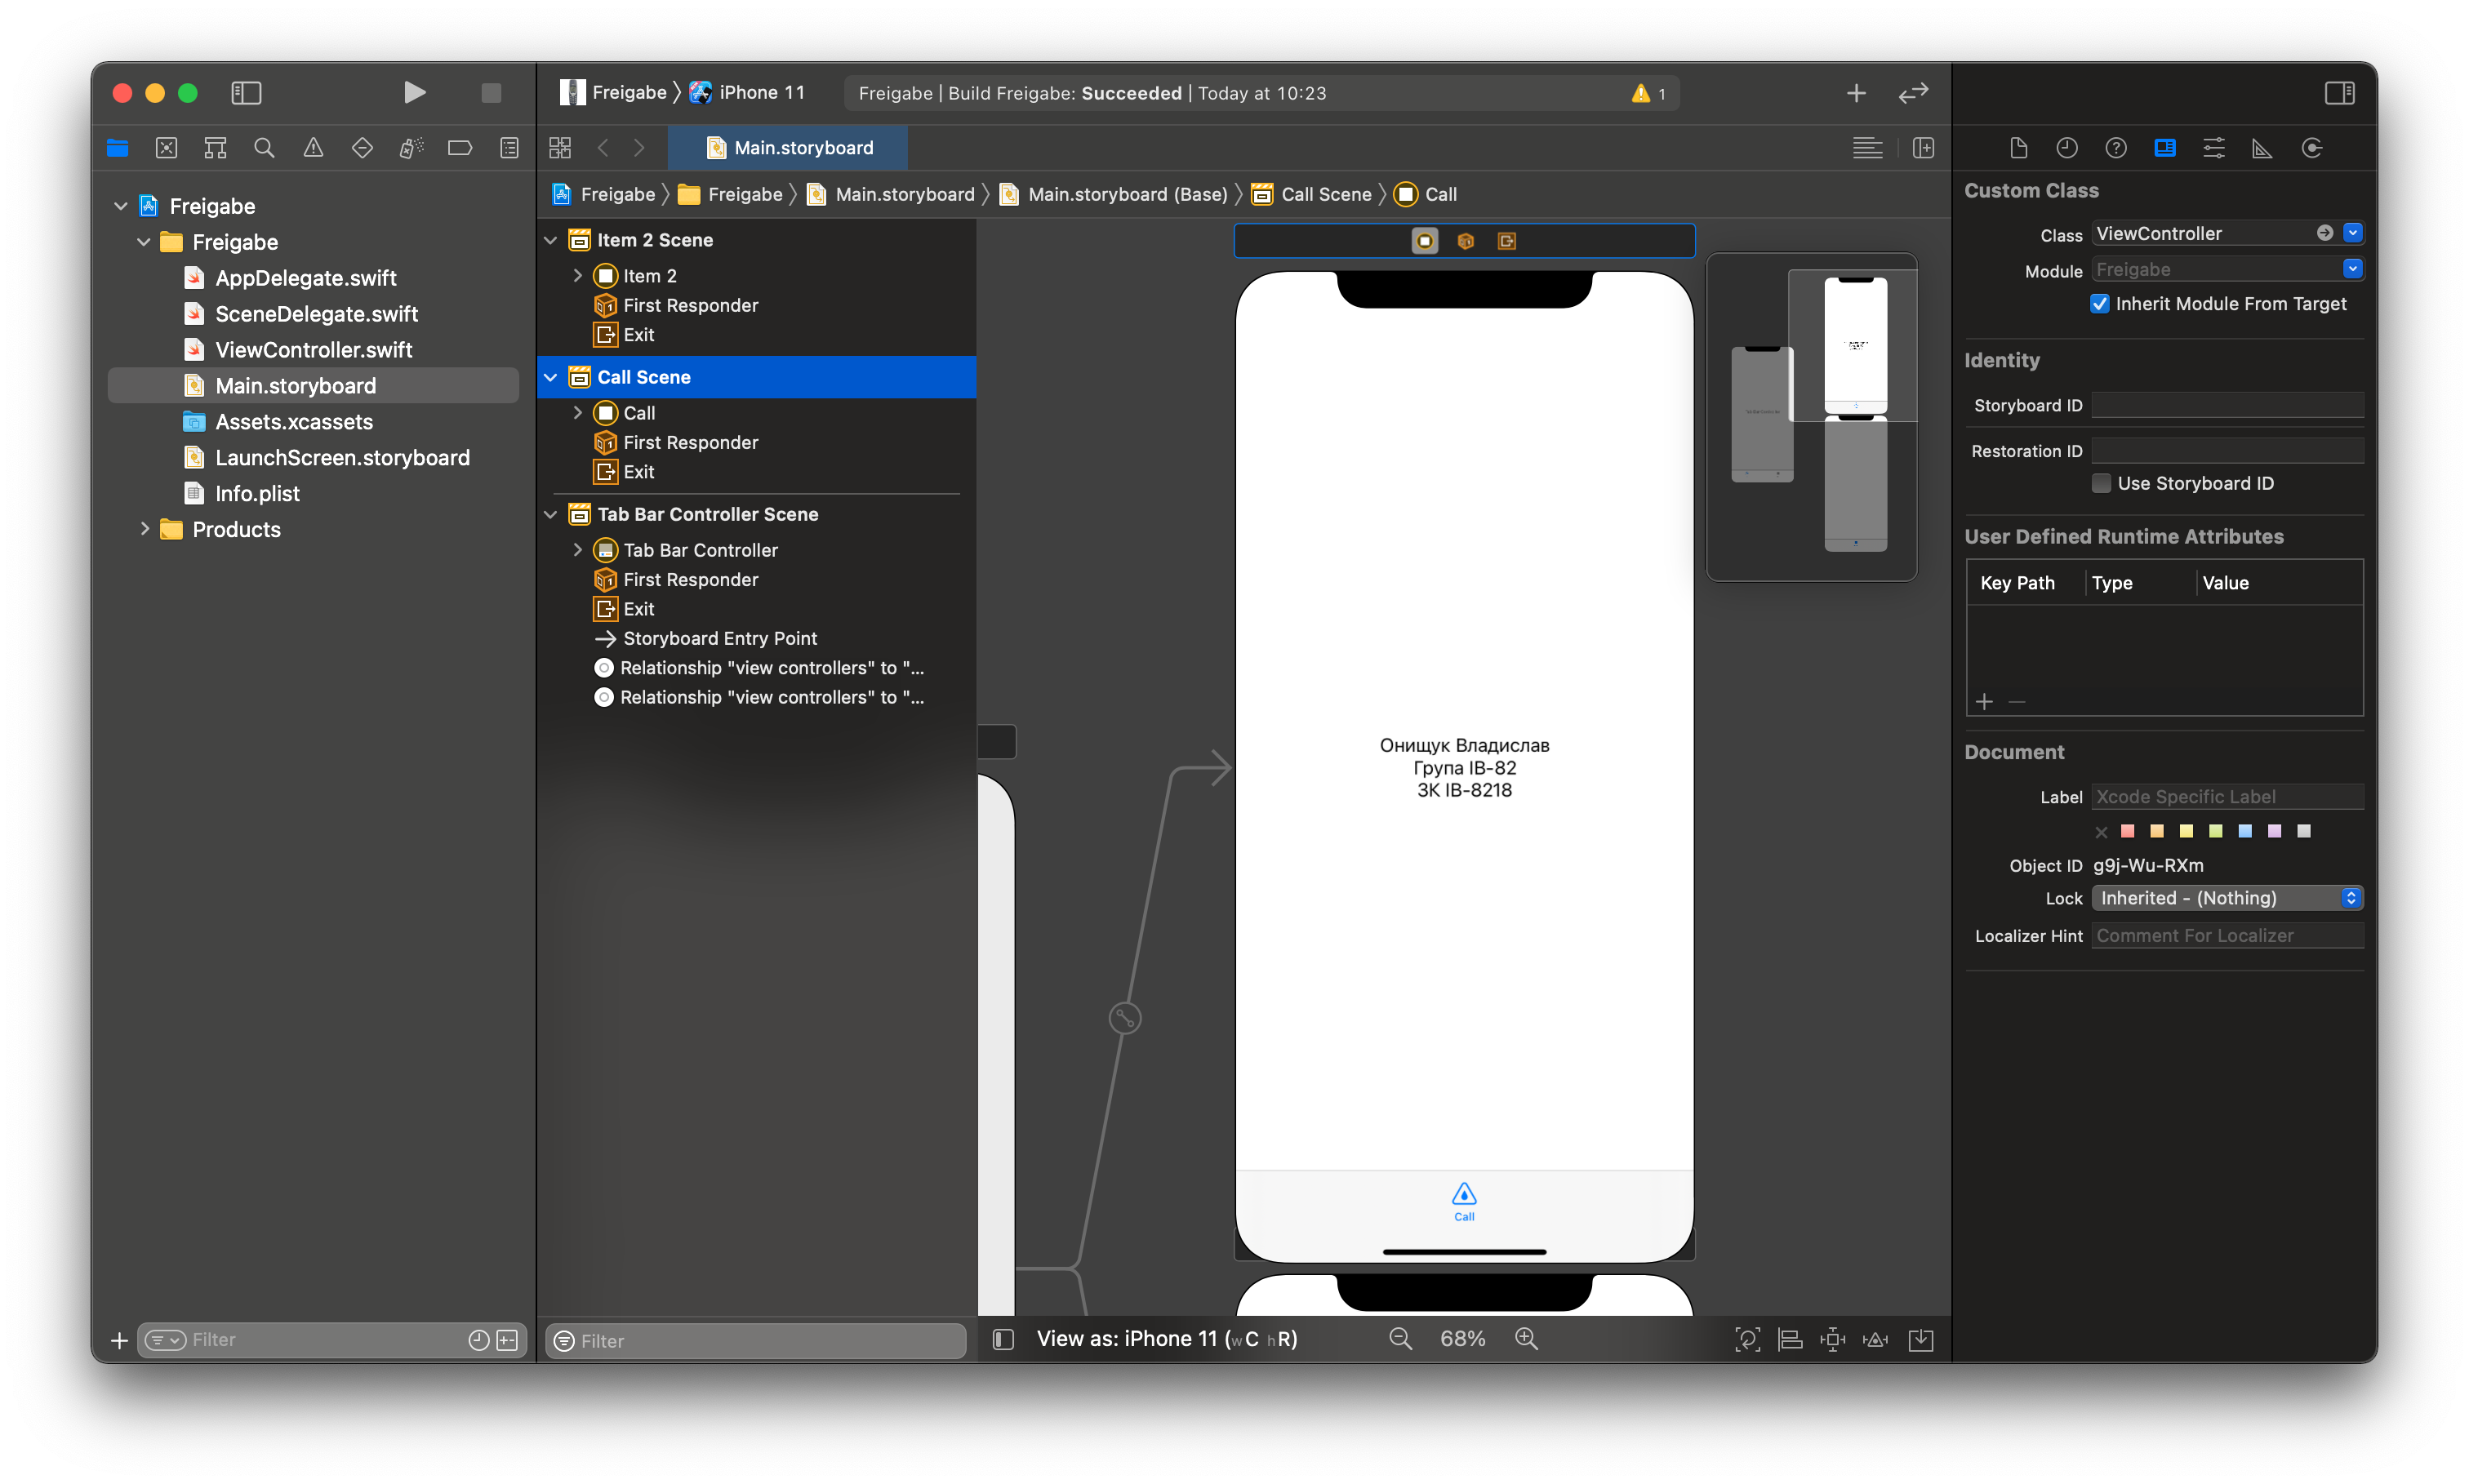 Freigabe
iPhone 11
Freigabe | Build Freigabe: Succeeded | Today at 10:23
1
Main.storyboard
Freigabe
Freigabe
Main.storyboard
Main.storyboard (Base)
Call Scene
Call
Freigabe
Freigabe
AppDelegate.swift
SceneDelegate.swift
ViewController.swift
Main.storyboard
Assets.xcassets
LaunchScreen.storyboard
Info.plist
Products
Filter
Item 2 Scene
Item 2
First Responder
Exit
Call Scene
Call
First Responder
Exit
Tab Bar Controller Scene
Tab Bar Controller
First Responder
Exit
Storyboard Entry Point
Relationship "view controllers" to "...
Relationship "view controllers" to "...
Filter
Онищук Владислав
Група ІВ-82
ЗК ІВ-8218
Call
View as: iPhone 11 (wC hR)
68%
Custom Class
Class ViewController
Module Freigabe
Inherit Module From Target
Identity
Storyboard ID
Restoration ID
Use Storyboard ID
User Defined Runtime Attributes
Key Path Type Value
Document
Label Xcode Specific Label
Object ID g9j-Wu-RXm
Lock Inherited - (Nothing)
Localizer Hint Comment For Localizer